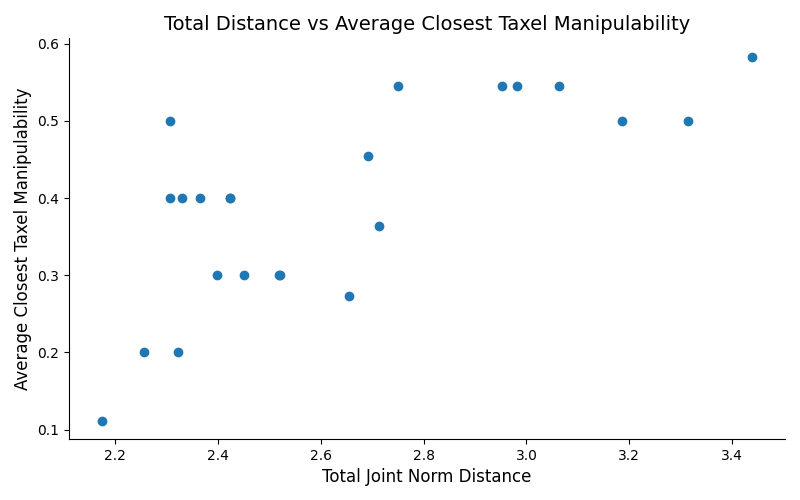 Total Distance vs Average Closest Taxel Manipulability
Average Closest Taxel Manipulability
0.6
0.5
0.4
0.3
0.2
0.1
2.2 2.4 2.6 2.8 3.0 3.2 3.4
Total Joint Norm Distance